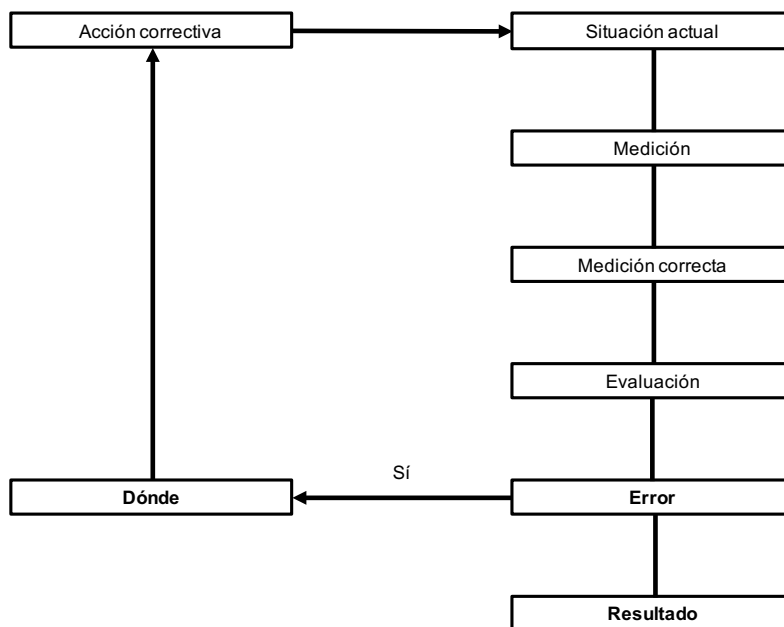 Acción correctiva
Situación actual
Medición
Medición correcta
Evaluación
Sí
Dónde
Error
Resultado